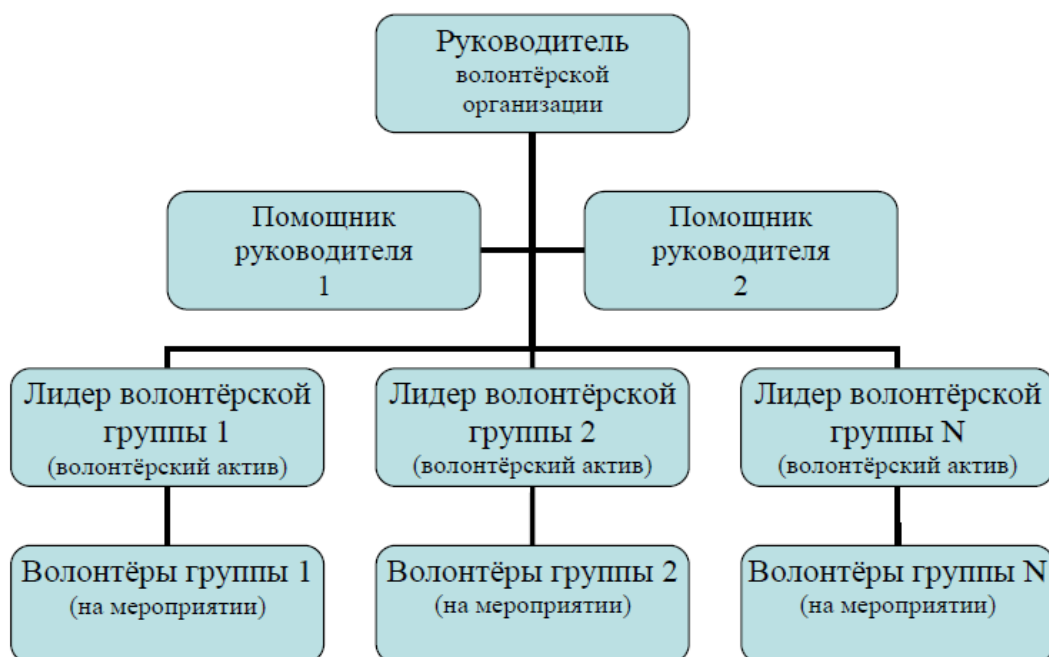 Руководитель
волонтёрской
организации
Помощник
руководителя
1
Помощник
руководителя
2
Лидер волонтёрской
группы 1
(волонтёрский актив)
Лидер волонтёрской
группы 2
(волонтёрский актив)
Лидер волонтёрской
группы N
(волонтёрский актив)
Волонтёры группы 1
(на мероприятии)
Волонтёры группы 2
(на мероприятии)
Волонтёры группы N
(на мероприятии)